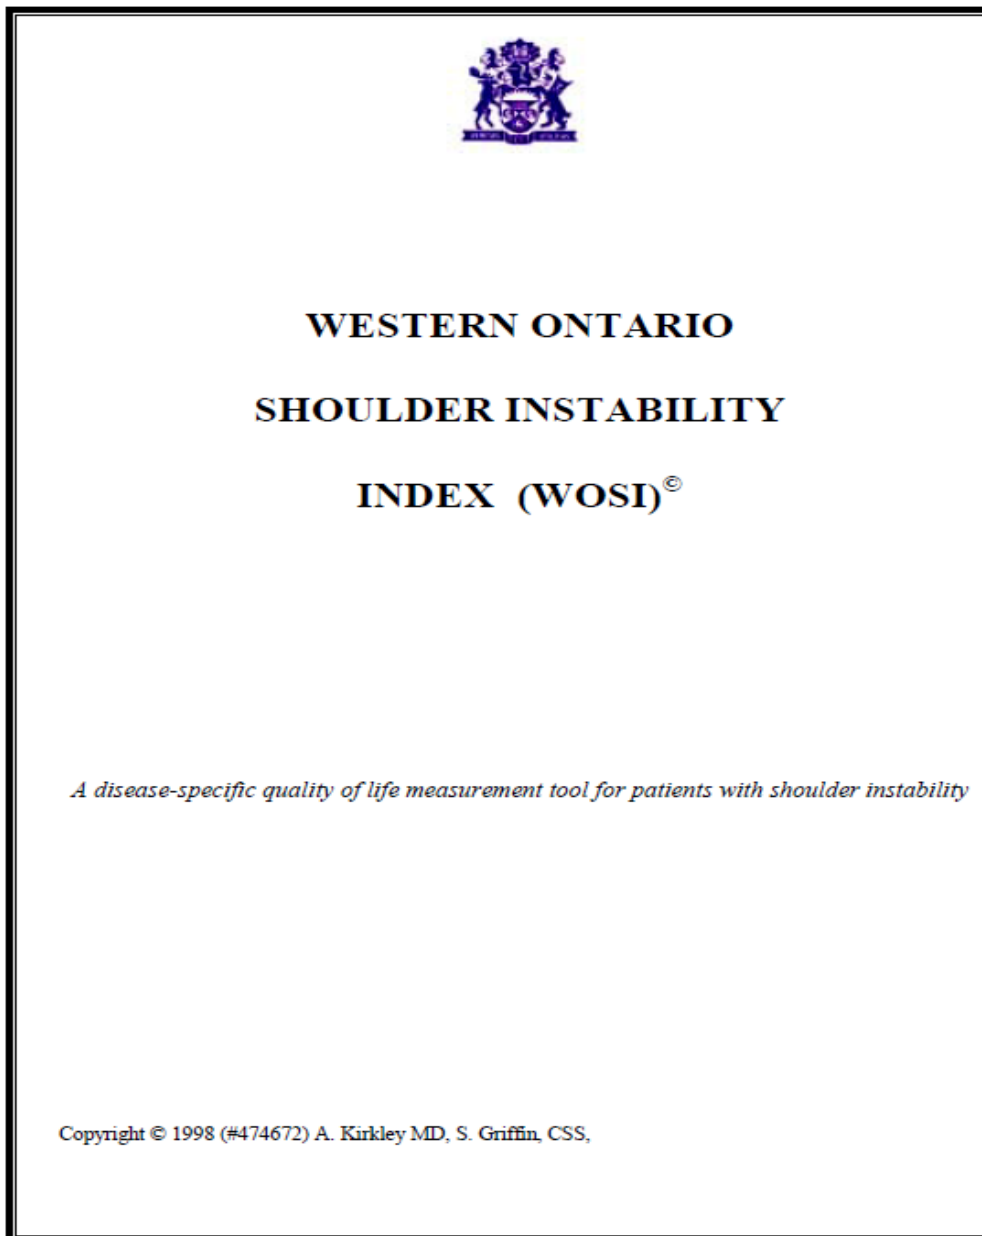 WESTERN ONTARIO
SHOULDER INSTABILITY
INDEX (WOSI)©
A disease-specific quality of life measurement tool for patients with shoulder instability
Copyright © 1998 (#474672) A. Kirkley MD, S. Griffin, CSS,